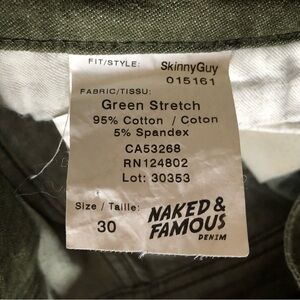 FIT/STYLE: SkinnyGuy
015161
FABRIC/TISSU:
Green Stretch
95% Cotton / Coton
5% Spandex
CA53268
RN124802
Lot: 30353
Size / Taille:
30
NAKED &
FAMOUS
DENIM